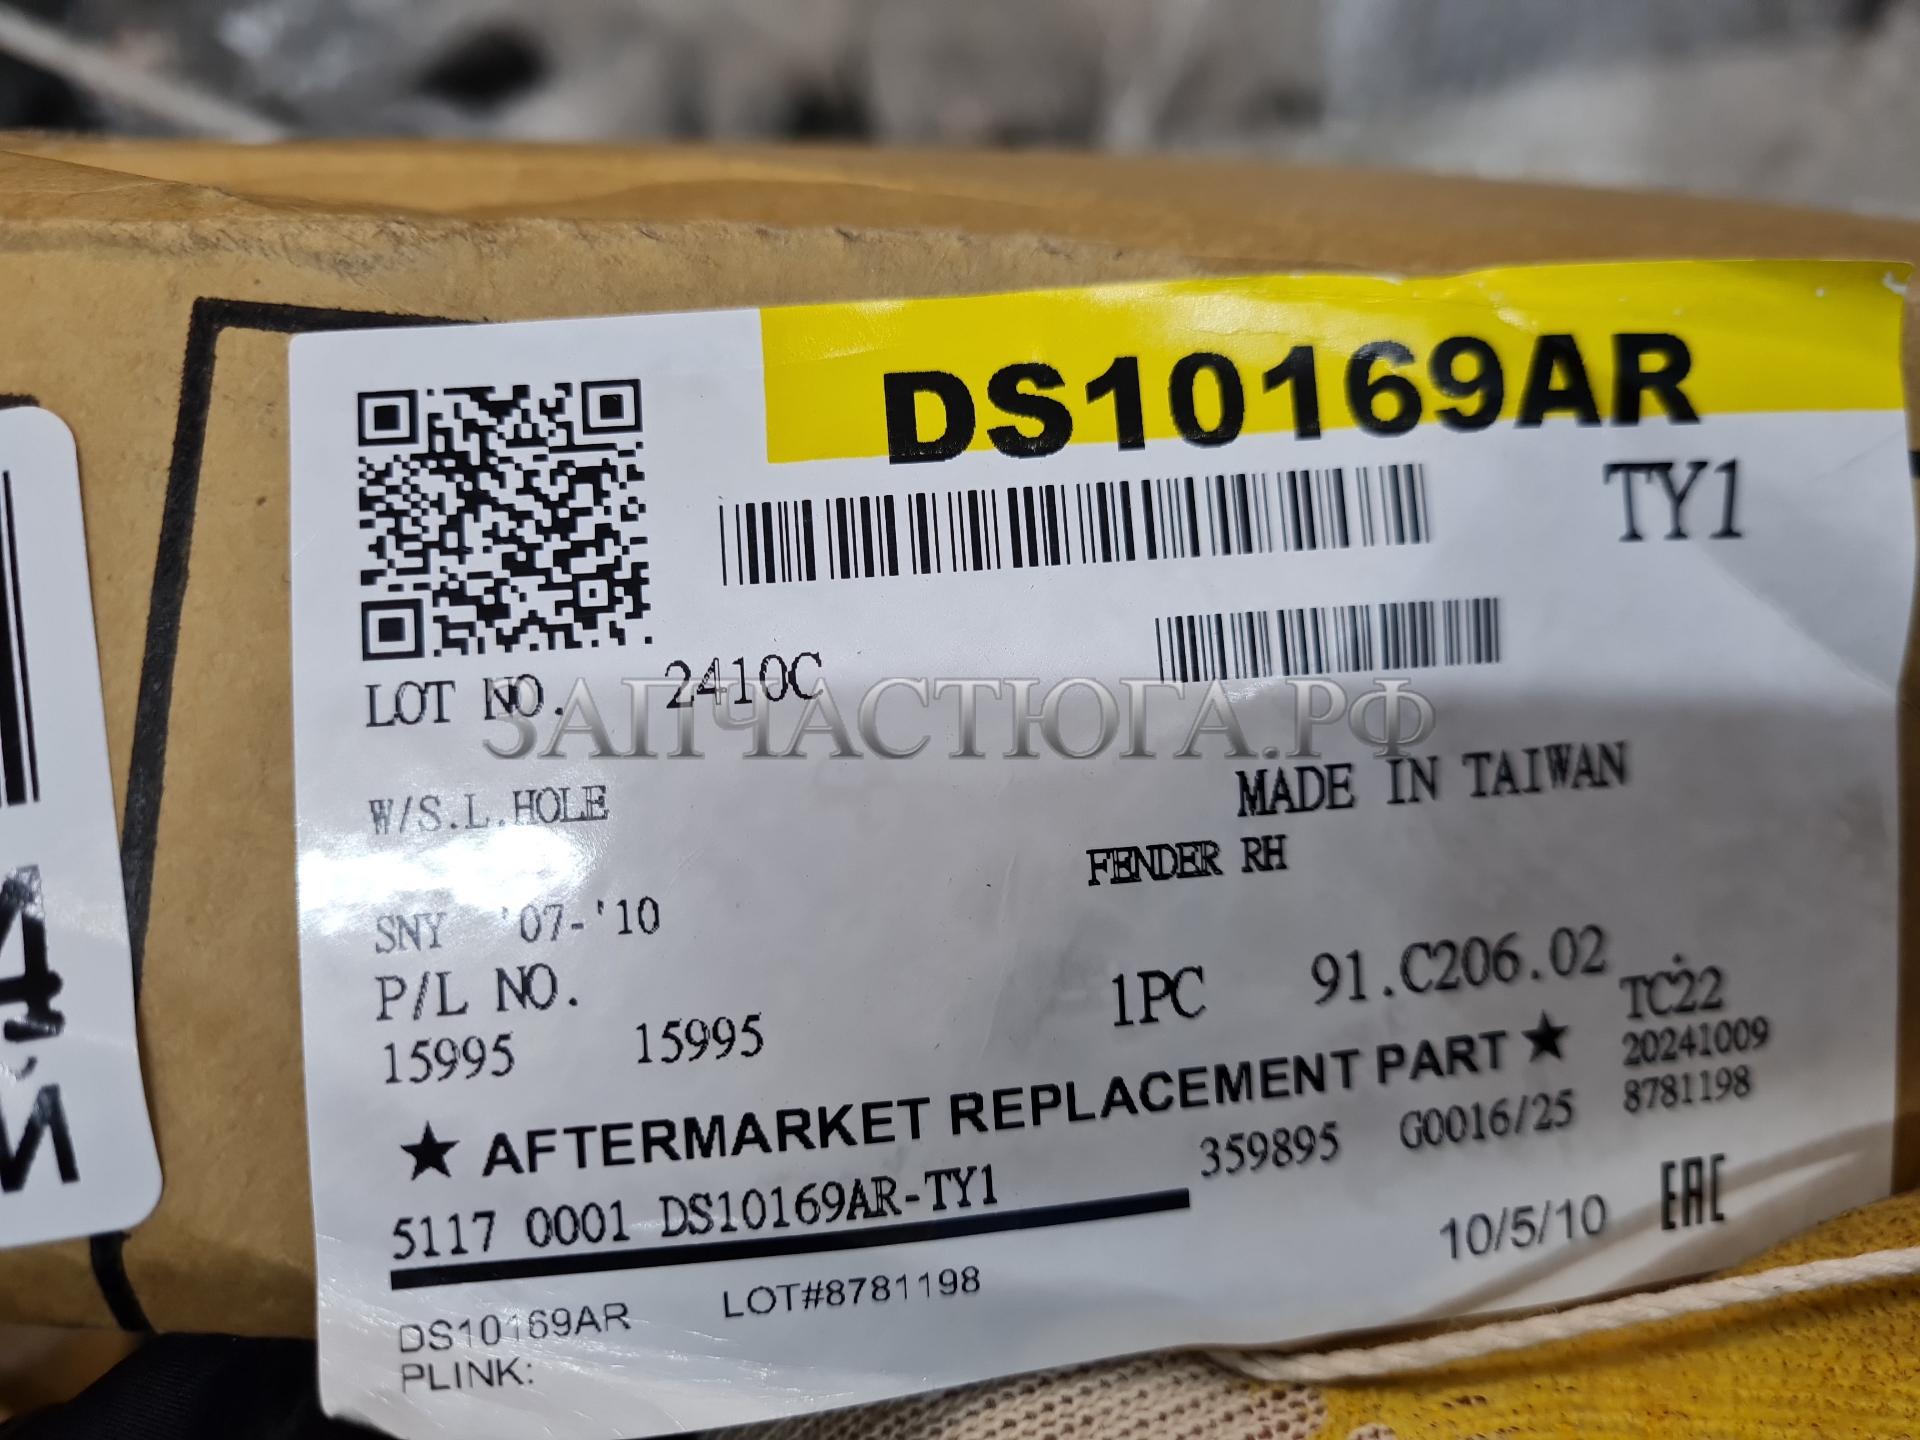 DS10169AR
TY1
LOT NO. 2410C
ЗАПЧАСТЮГА.РФ
W/S.L.HOLE
MADE IN TAIWAN
FENDER RH
SNY '07-'10
P/L NO.
1PC 91.C206.02
TC22
15995 15995
20241009
★ AFTERMARKET REPLACEMENT PART ★
8781198
359895 G0016/25
5117 0001 DS10169AR-TY1
10/5/10 EAC
DS10169AR LOT#8781198
PLINK: